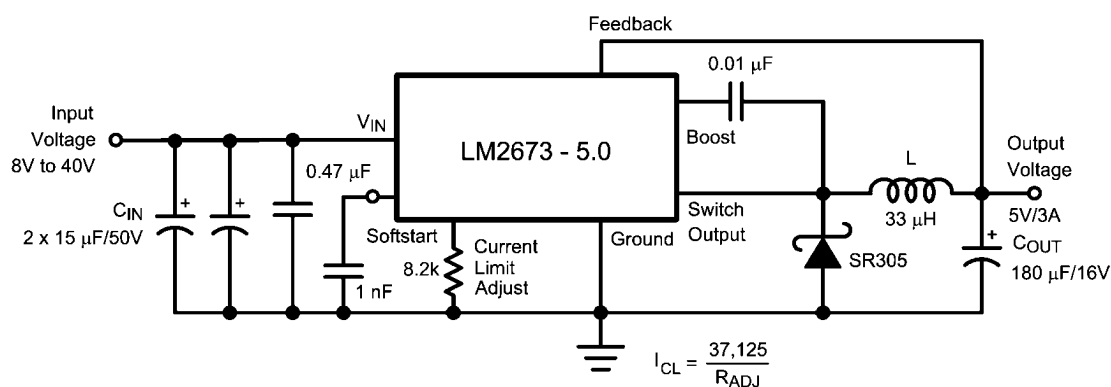 Feedback
0.01 µF
Input
Voltage
8V to 40V
V_IN
LM2673 - 5.0
Boost
Output
Voltage
5V/3A
L
33 µH
0.47 µF
C_IN
2 x 15 µF/50V
+
+
Softstart
1 nF
8.2k
Current
Limit
Adjust
Ground
Switch
Output
SR305
+
C_OUT
180 µF/16V
I_CL = 37,125
R_ADJ